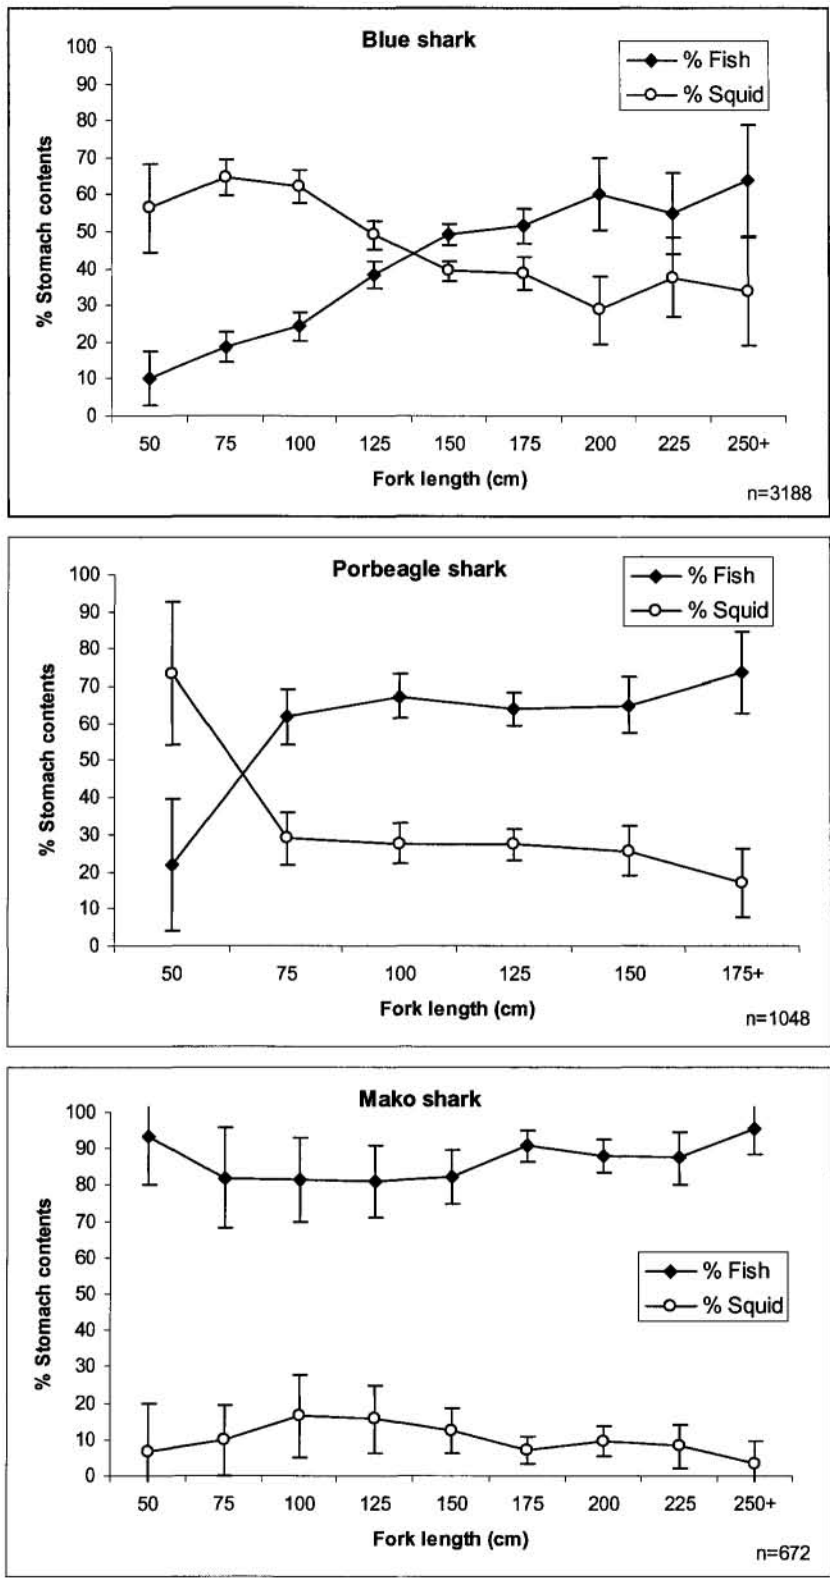 Blue shark
% Fish
% Squid
% Stomach contents
100
90
80
70
60
50
40
30
20
10
0
50 75 100 125 150 175 200 225 250+
Fork length (cm)
n=3188
Porbeagle shark
% Fish
% Squid
% Stomach contents
100
90
80
70
60
50
40
30
20
10
0
50 75 100 125 150 175+
Fork length (cm)
n=1048
Mako shark
% Fish
% Squid
% Stomach contents
100
90
80
70
60
50
40
30
20
10
0
50 75 100 125 150 175 200 225 250+
Fork length (cm)
n=672